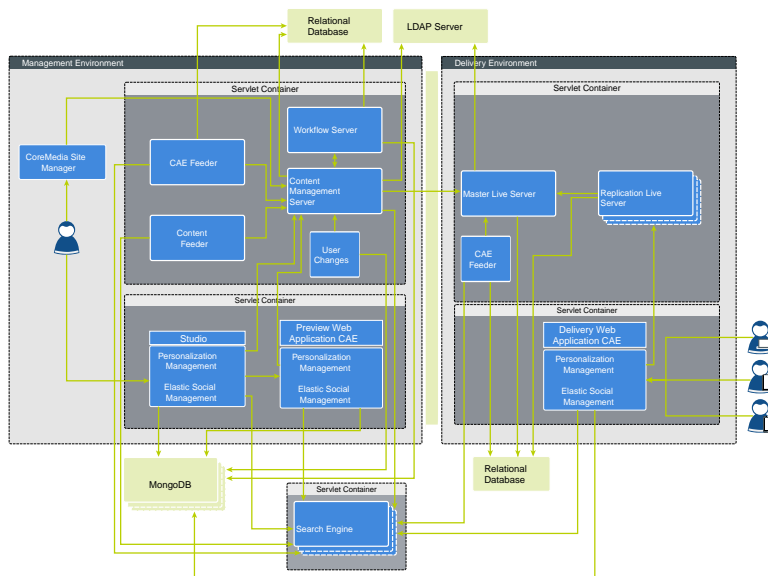 Relational
Database
LDAP Server
Management Environment
Delivery Environment
Servlet Container
Servlet Container
Workflow Server
CoreMedia Site
Manager
CAE Feeder
Content
Management
Server
Master Live Server
Replication Live
Server
Content
Feeder
User
Changes
CAE
Feeder
Servlet Container
Servlet Container
Studio
Preview Web
Application CAE
Delivery Web
Application CAE
Personalization
Management
Elastic Social
Management
Personalization
Management
Elastic Social
Management
Personalization
Management
Elastic Social
Management
MongoDB
Relational
Database
Servlet Container
Search Engine